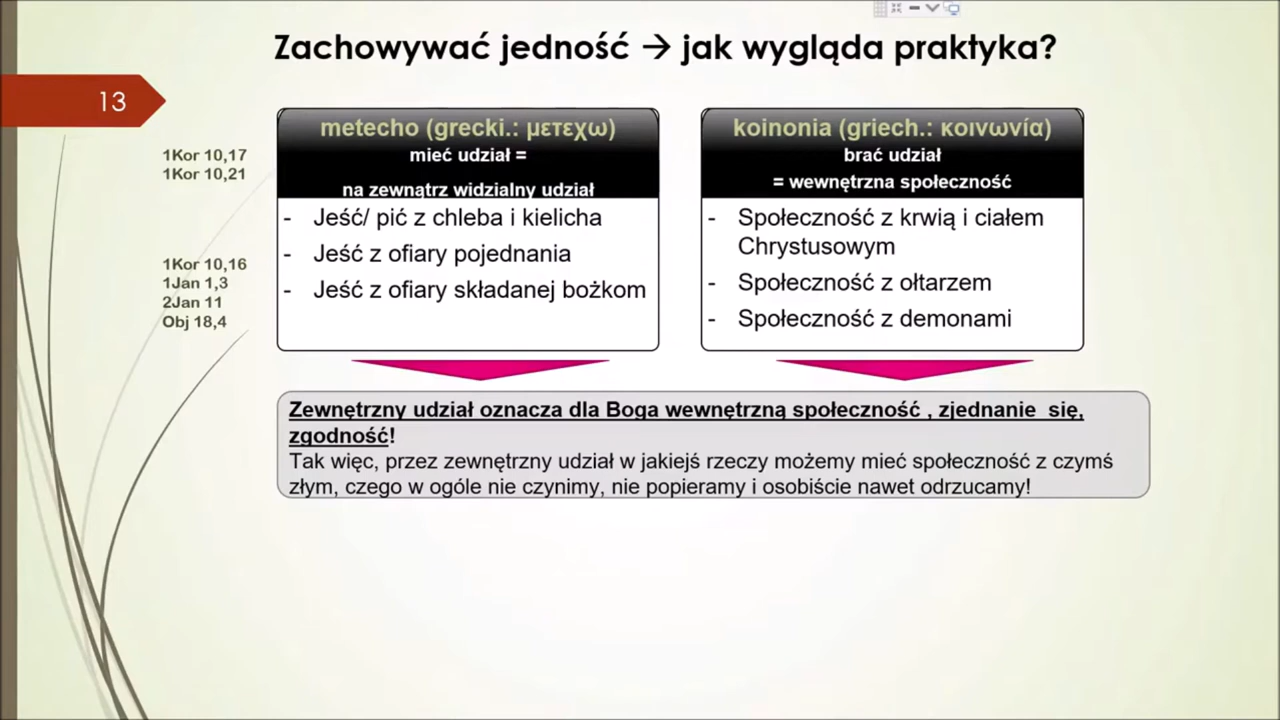 Zachowywać jedność → jak wygląda praktyka?
13
1Kor 10,17
1Kor 10,21
1Kor 10,16
1Jan 1,3
2Jan 11
Obj 18,4
metecho (grecki.: μετεχω)
mieć udział =
na zewnątrz widzialny udział
- Jeść/ pić z chleba i kielicha
- Jeść z ofiary pojednania
- Jeść z ofiary składanej bożkom
koinonia (griech.: κοινωνία)
brać udział
= wewnętrzna społeczność
- Społeczność z krwią i ciałem
Chrystusowym
- Społeczność z ołtarzem
- Społeczność z demonami
Zewnętrzny udział oznacza dla Boga wewnętrzną społeczność , zjednanie się,
zgodność!
Tak więc, przez zewnętrzny udział w jakiejś rzeczy możemy mieć społeczność z czymś
złym, czego w ogóle nie czynimy, nie popieramy i osobiście nawet odrzucamy!